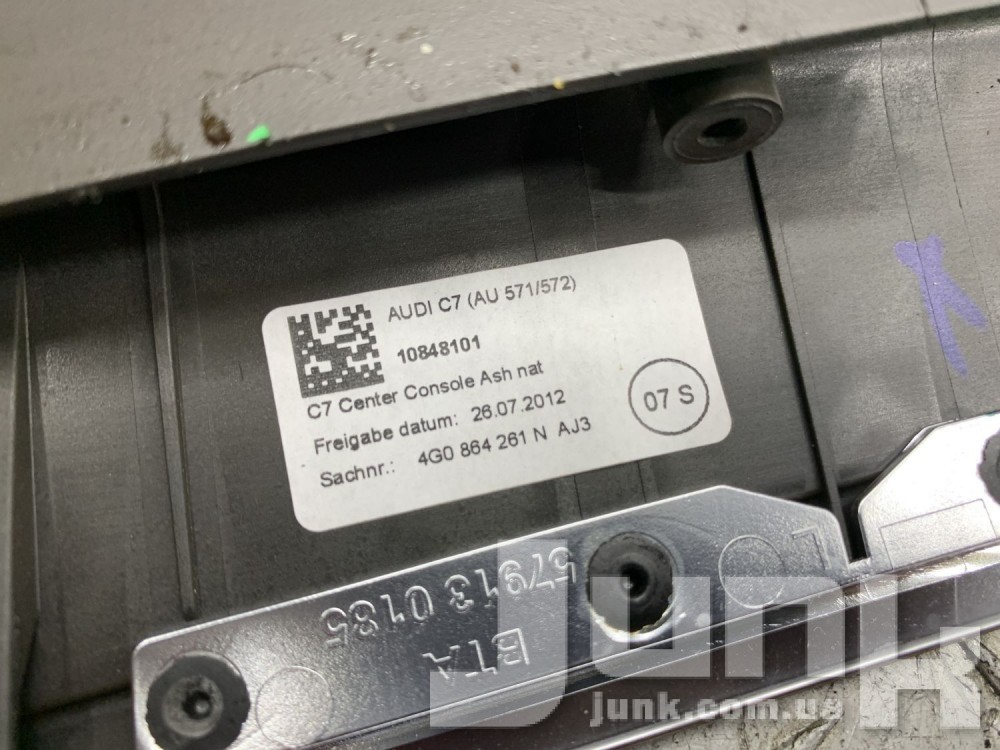 AUDI C7 (AU 571/572)
10848101
C7 Center Console Ash nat
Freigabe datum: 26.07.2012
Sachnr.: 4G0 864 261 N AJ3
07 S
57913 0185
BTA
junk
junk.com.ua